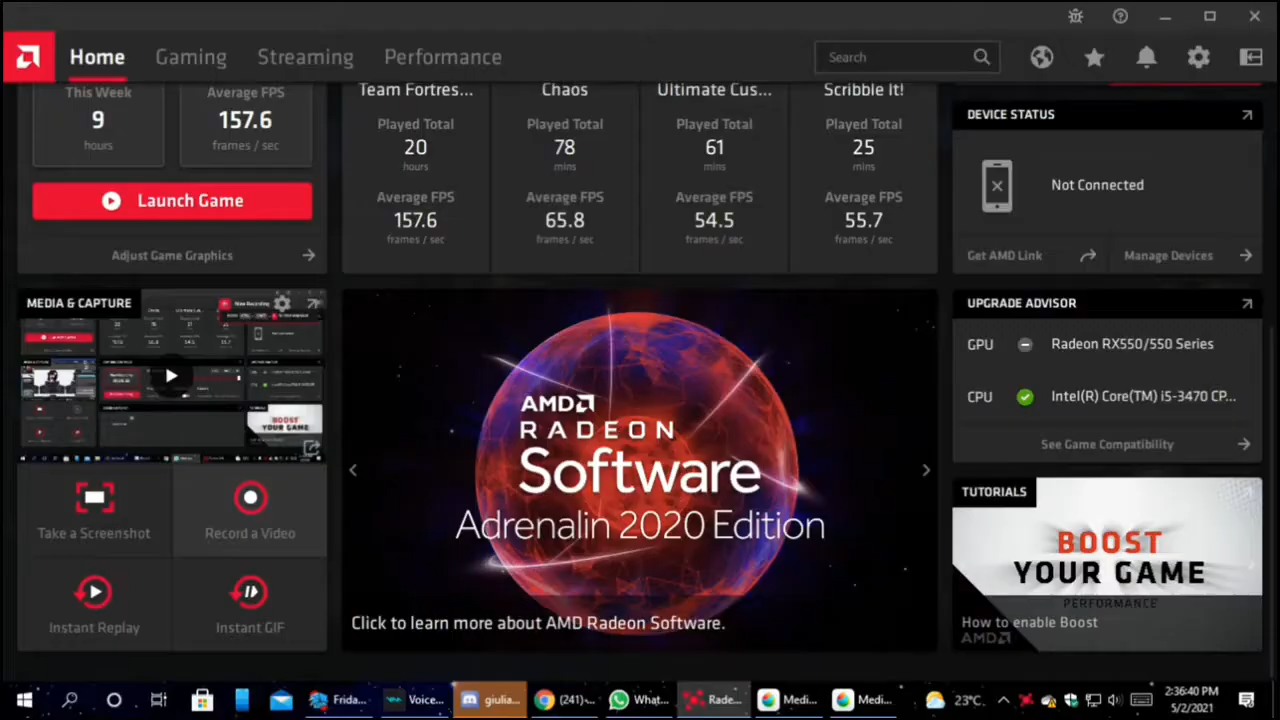 Home
Gaming
Streaming
Performance
Search
This Week
9
hours
Average FPS
157.6
frames / sec
Launch Game
Adjust Game Graphics
Team Fortres...
Played Total
20
hours
Average FPS
157.6
frames / sec
Chaos
Played Total
78
mins
Average FPS
65.8
frames / sec
Ultimate Cus...
Played Total
61
mins
Average FPS
54.5
frames / sec
Scribble It!
Played Total
25
mins
Average FPS
55.7
frames / sec
DEVICE STATUS
Not Connected
Get AMD Link
Manage Devices
MEDIA & CAPTURE
BOOST
YOUR GAME
Take a Screenshot
Record a Video
Instant Replay
Instant GIF
AMD
RADEON
Software
Adrenalin 2020 Edition
Click to learn more about AMD Radeon Software.
UPGRADE ADVISOR
GPU
Radeon RX550/550 Series
CPU
Intel(R) Core(TM) i5-3470 CP...
See Game Compatibility
TUTORIALS
BOOST
YOUR GAME
PERFORMANCE
How to enable Boost
AMD
Frida...
Voice...
giulia...
(241)...
What...
Rade...
Medi...
Medi...
23°C
2:36:40 PM
5/2/2021